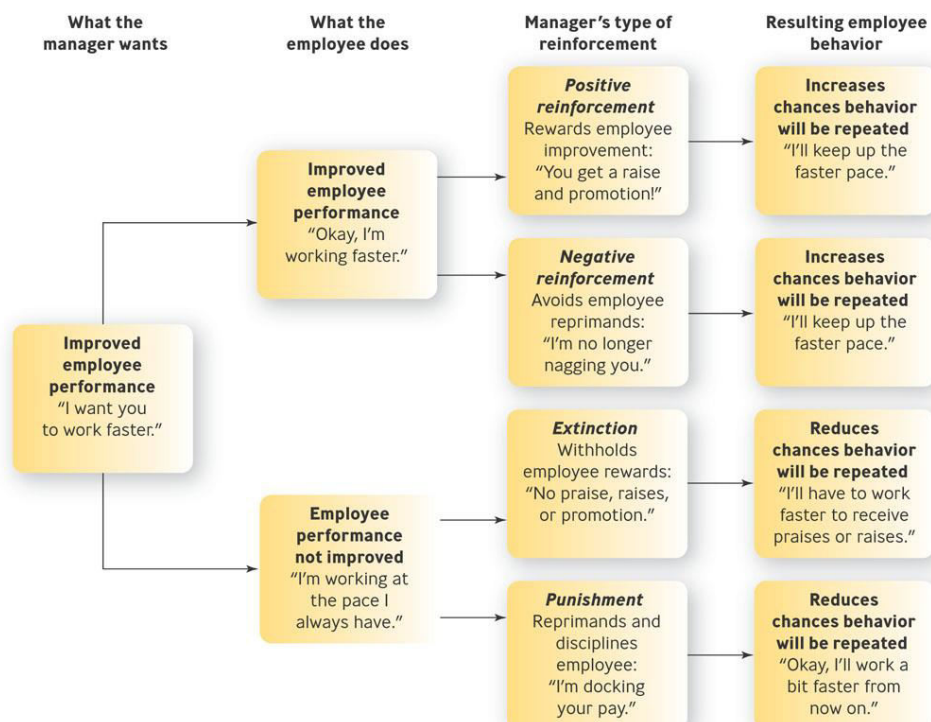 What the
manager wants
What the
employee does
Manager’s type of
reinforcement
Resulting employee
behavior
Improved
employee
performance
“I want you
to work faster.”
Improved
employee
performance
“Okay, I’m
working faster.”
Employee
performance
not improved
“I’m working at
the pace I
always have.”
Positive
reinforcement
Rewards employee
improvement:
“You get a raise
and promotion!”
Increases
chances behavior
will be repeated
“I’ll keep up the
faster pace.”
Negative
reinforcement
Avoids employee
reprimands:
“I’m no longer
nagging you.”
Increases
chances behavior
will be repeated
“I’ll keep up the
faster pace.”
Extinction
Withholds
employee rewards:
“No praise, raises,
or promotion.”
Reduces
chances behavior
will be repeated
“I’ll have to work
faster to receive
praises or raises.”
Punishment
Reprimands and
disciplines
employee:
“I’m docking
your pay.”
Reduces
chances behavior
will be repeated
“Okay, I’ll work a
bit faster from
now on.”